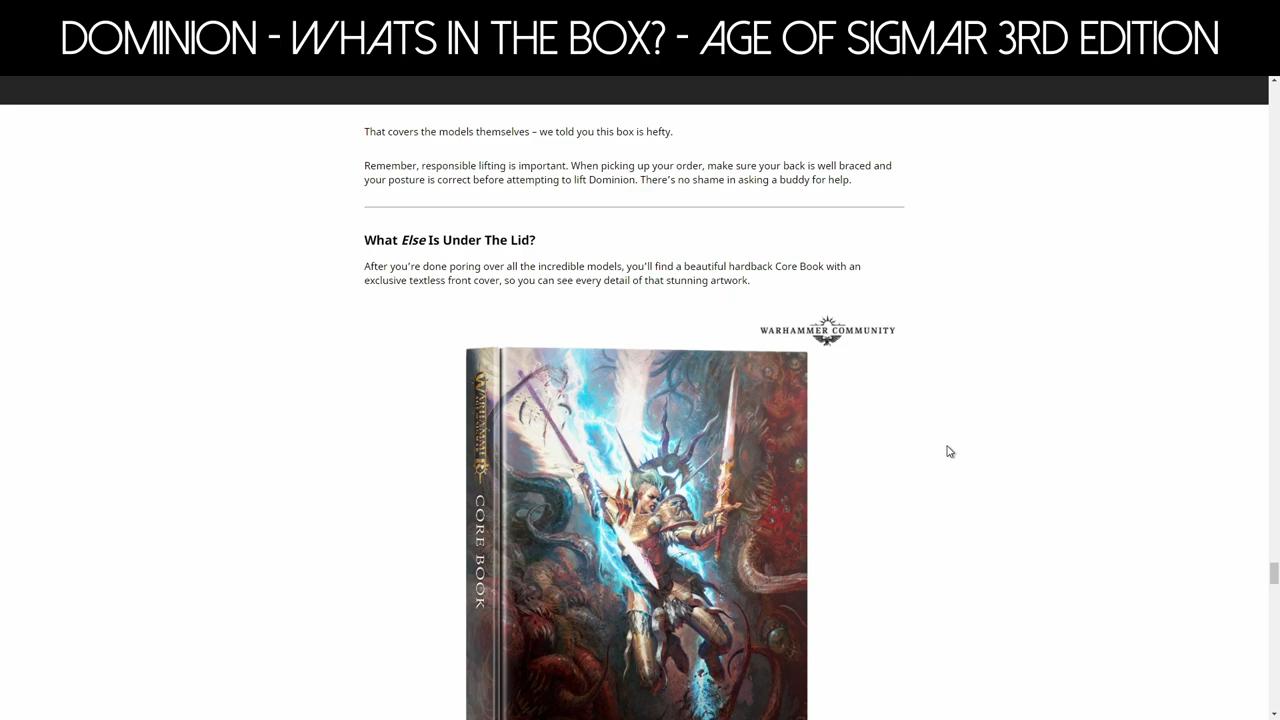 DOMINION - WHATS IN THE BOX? - AGE OF SIGMAR 3RD EDITION
That covers the models themselves – we told you this box is hefty.
Remember, responsible lifting is important. When picking up your order, make sure your back is well braced and
your posture is correct before attempting to lift Dominion. There's no shame in asking a buddy for help.
What Else Is Under The Lid?
After you're done poring over all the incredible models, you'll find a beautiful hardback Core Book with an
exclusive textless front cover, so you can see every detail of that stunning artwork.
WARHAMMER COMMUNITY
WARHAMMER
CORE BOOK